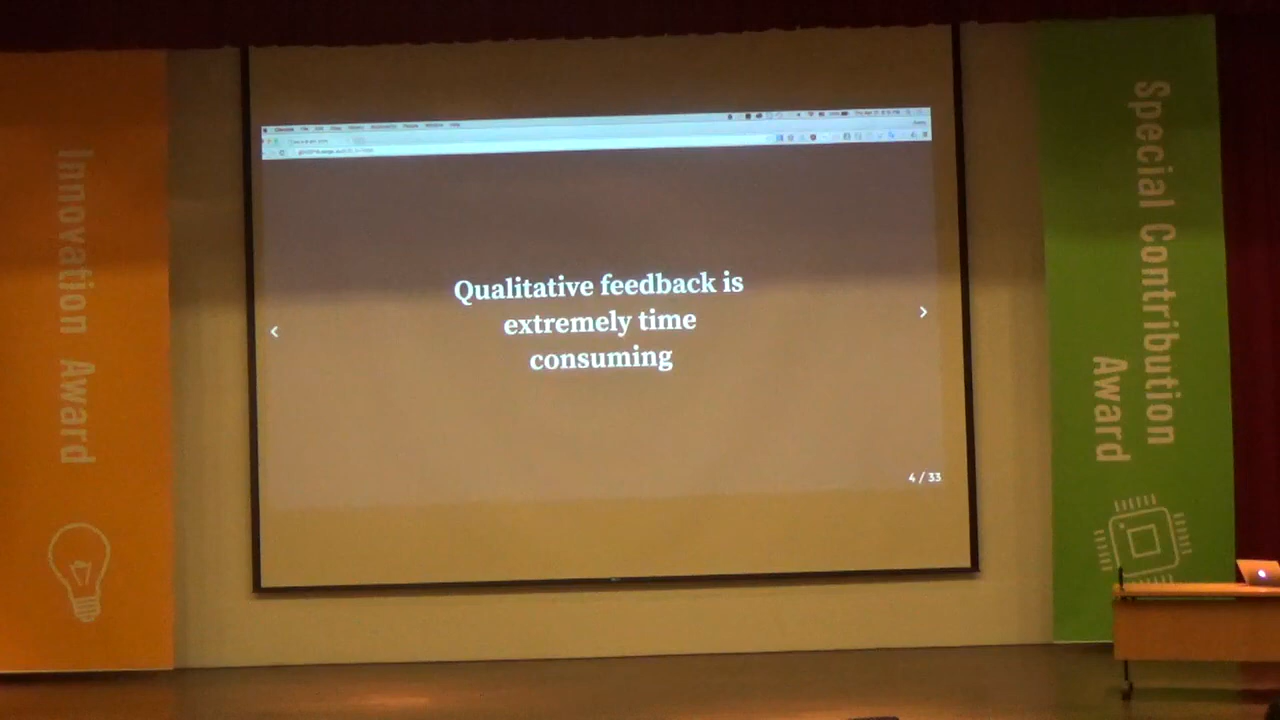 Innovation Award
Qualitative feedback is
extremely time
consuming
4 / 33
Special Contribution
Award